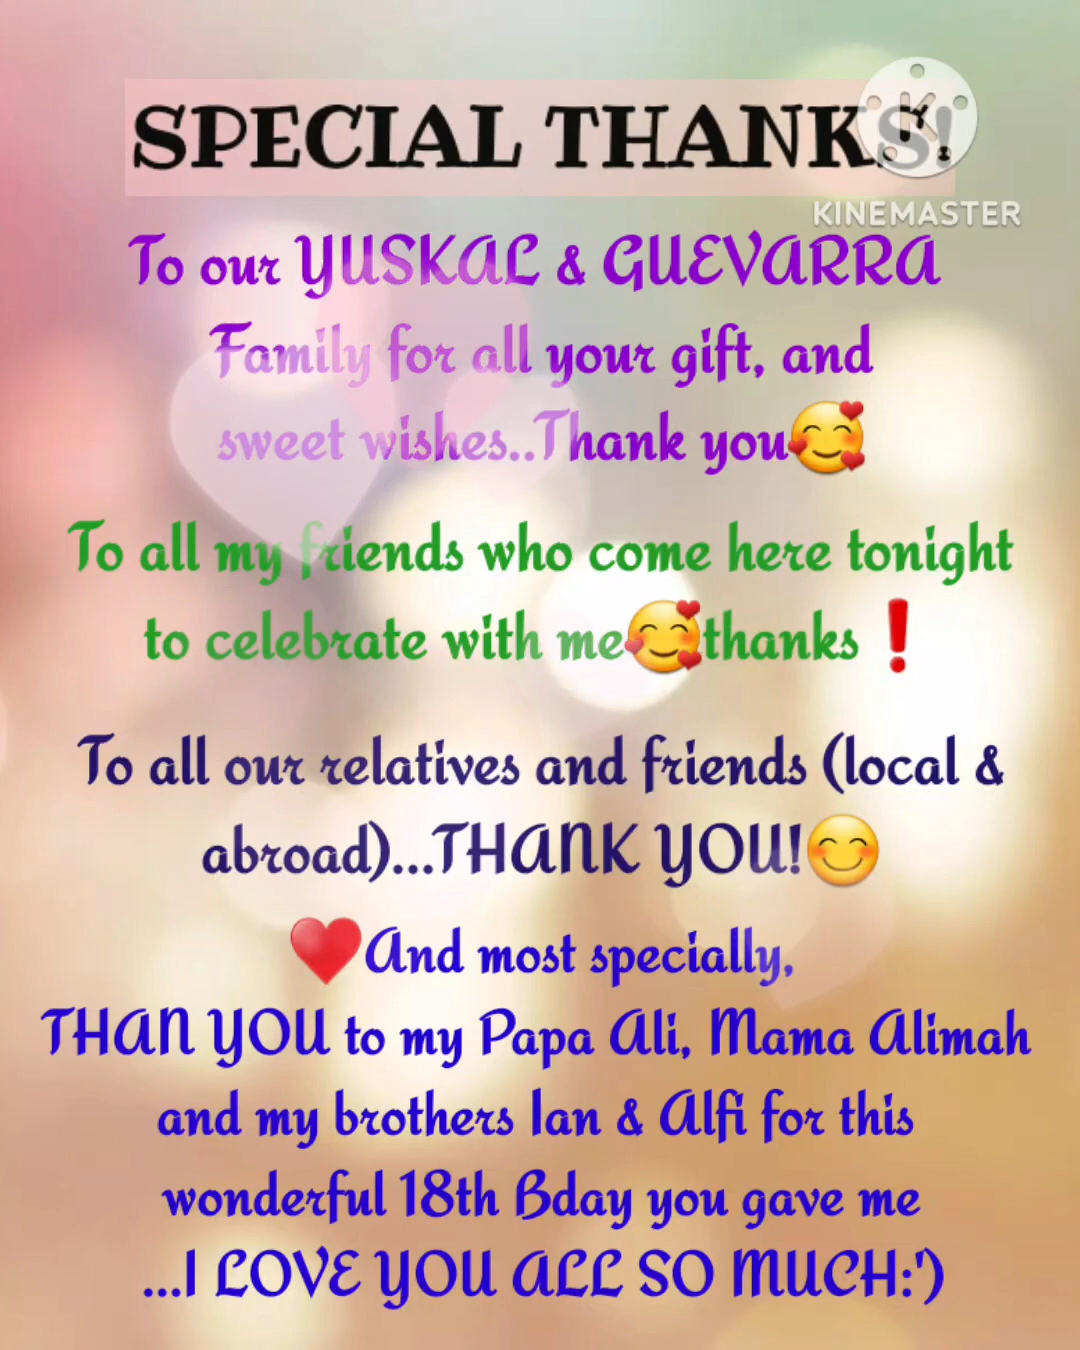 SPECIAL THANKS!
KINEMASTER
To our YUSKAL & GUEVARRA
Family for all your gift, and
sweet wishes..Thank you🥰
To all my friends who come here tonight
to celebrate with me🥰thanks❗
To all our relatives and friends (local &
abroad)...THANK YOU!😊
❤️And most specially,
THAN YOU to my Papa Ali, Mama Alimah
and my brothers Ian & Alfi for this
wonderful 18th Bday you gave me
...I LOVE YOU ALL SO MUCH:')